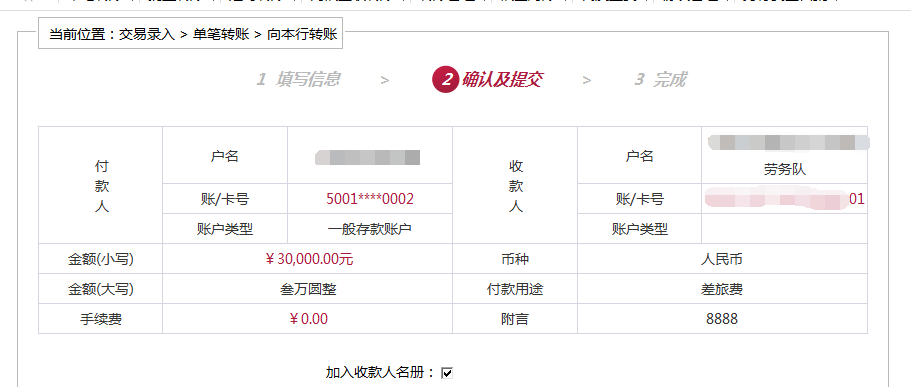 当前位置：交易录入 > 单笔转账 > 向本行转账
1 填写信息 > 2 确认及提交 > 3 完成
付款人
户名
收款人
户名
劳务队
账/卡号 5001****0002 账/卡号 01
账户类型 一般存款账户 账户类型
金额(小写) ￥30,000.00元 币种 人民币
金额(大写) 叁万圆整 付款用途 差旅费
手续费 ￥0.00 附言 8888
加入收款人名册：